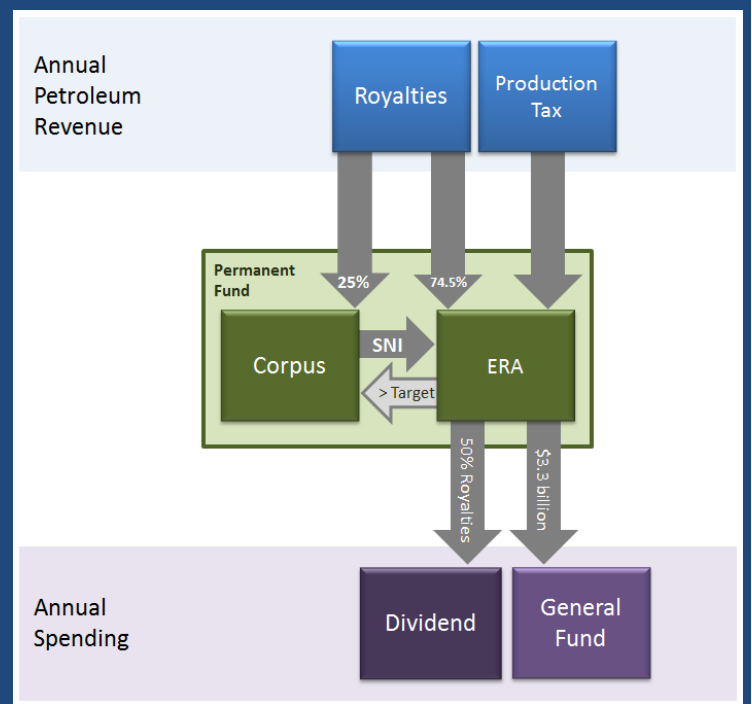 Annual
Petroleum
Revenue
Royalties
Production
Tax
Permanent
Fund
25%
74.5%
Corpus
SNI
> Target
ERA
50% Royalties
$3.3 billion
Annual
Spending
Dividend
General
Fund